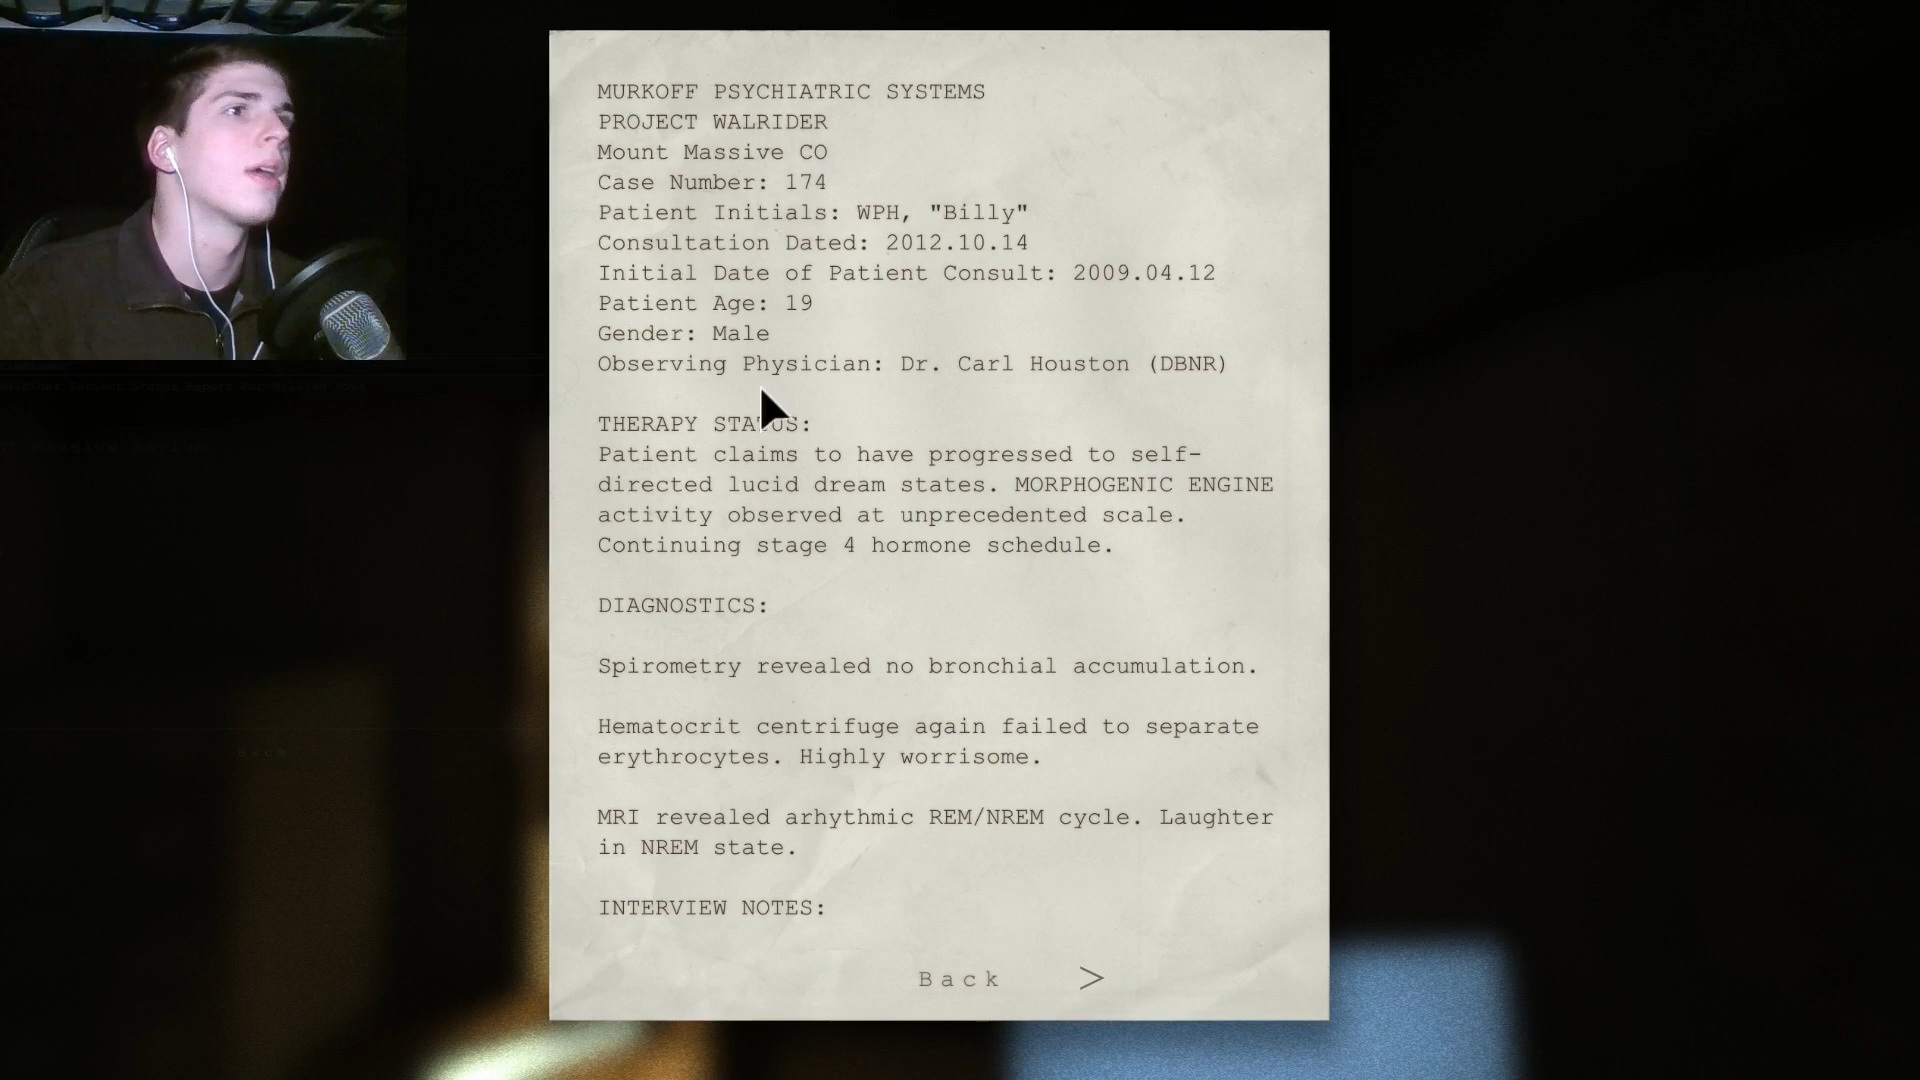 MURKOFF PSYCHIATRIC SYSTEMS
PROJECT WALRIDER
Mount Massive CO
Case Number: 174
Patient Initials: WPH, "Billy"
Consultation Dated: 2012.10.14
Initial Date of Patient Consult: 2009.04.12
Patient Age: 19
Gender: Male
Observing Physician: Dr. Carl Houston (DBNR)
THERAPY STATUS:
Patient claims to have progressed to self-
directed lucid dream states. MORPHOGENIC ENGINE
activity observed at unprecedented scale.
Continuing stage 4 hormone schedule.
DIAGNOSTICS:
Spirometry revealed no bronchial accumulation.
Hematocrit centrifuge again failed to separate
erythrocytes. Highly worrisome.
MRI revealed arhythmic REM/NREM cycle. Laughter
in NREM state.
INTERVIEW NOTES:
Back >
Back